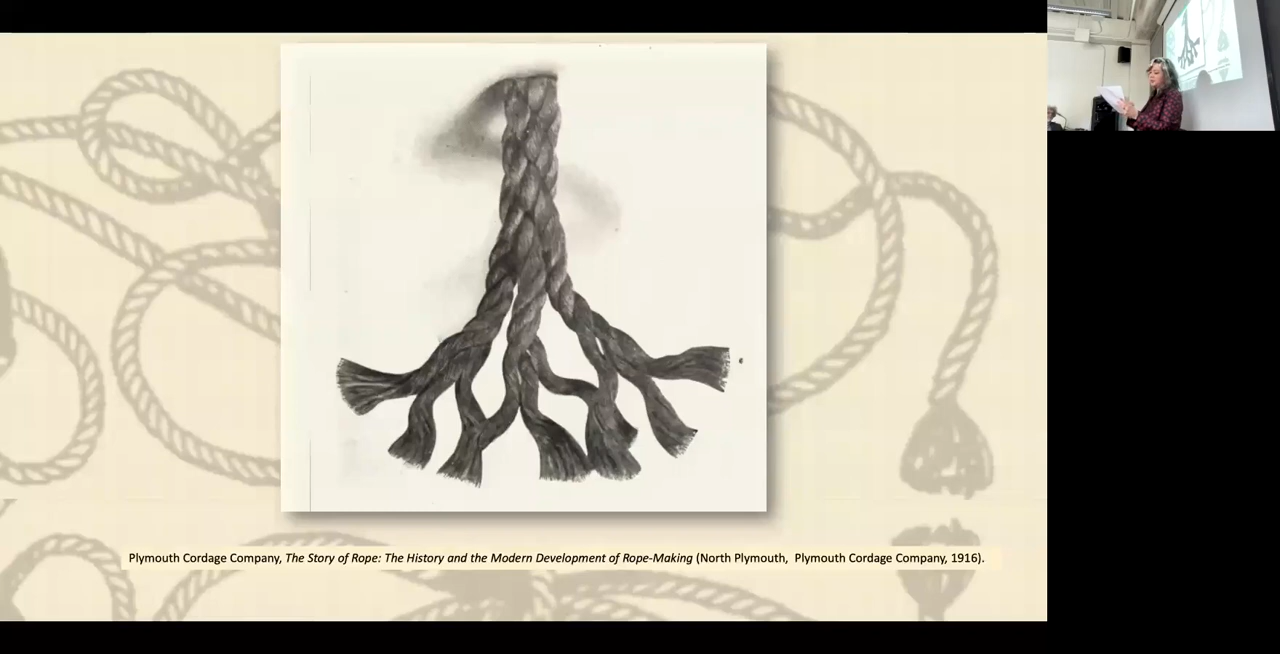 Plymouth Cordage Company, The Story of Rope: The History and the Modern Development of Rope-Making (North Plymouth, Plymouth Cordage Company, 1916).